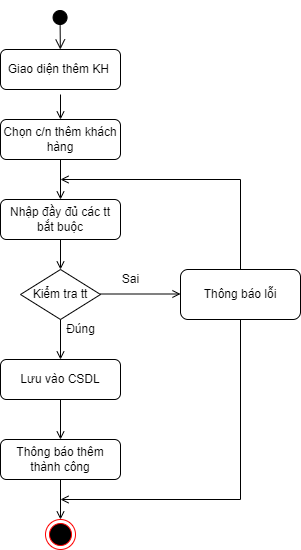 Giao diện thêm KH
Chọn c/n thêm khách
hàng
Nhập đầy đủ các tt
bắt buộc
Kiểm tra tt
Sai
Thông báo lỗi
Đúng
Lưu vào CSDL
Thông báo thêm
thành công